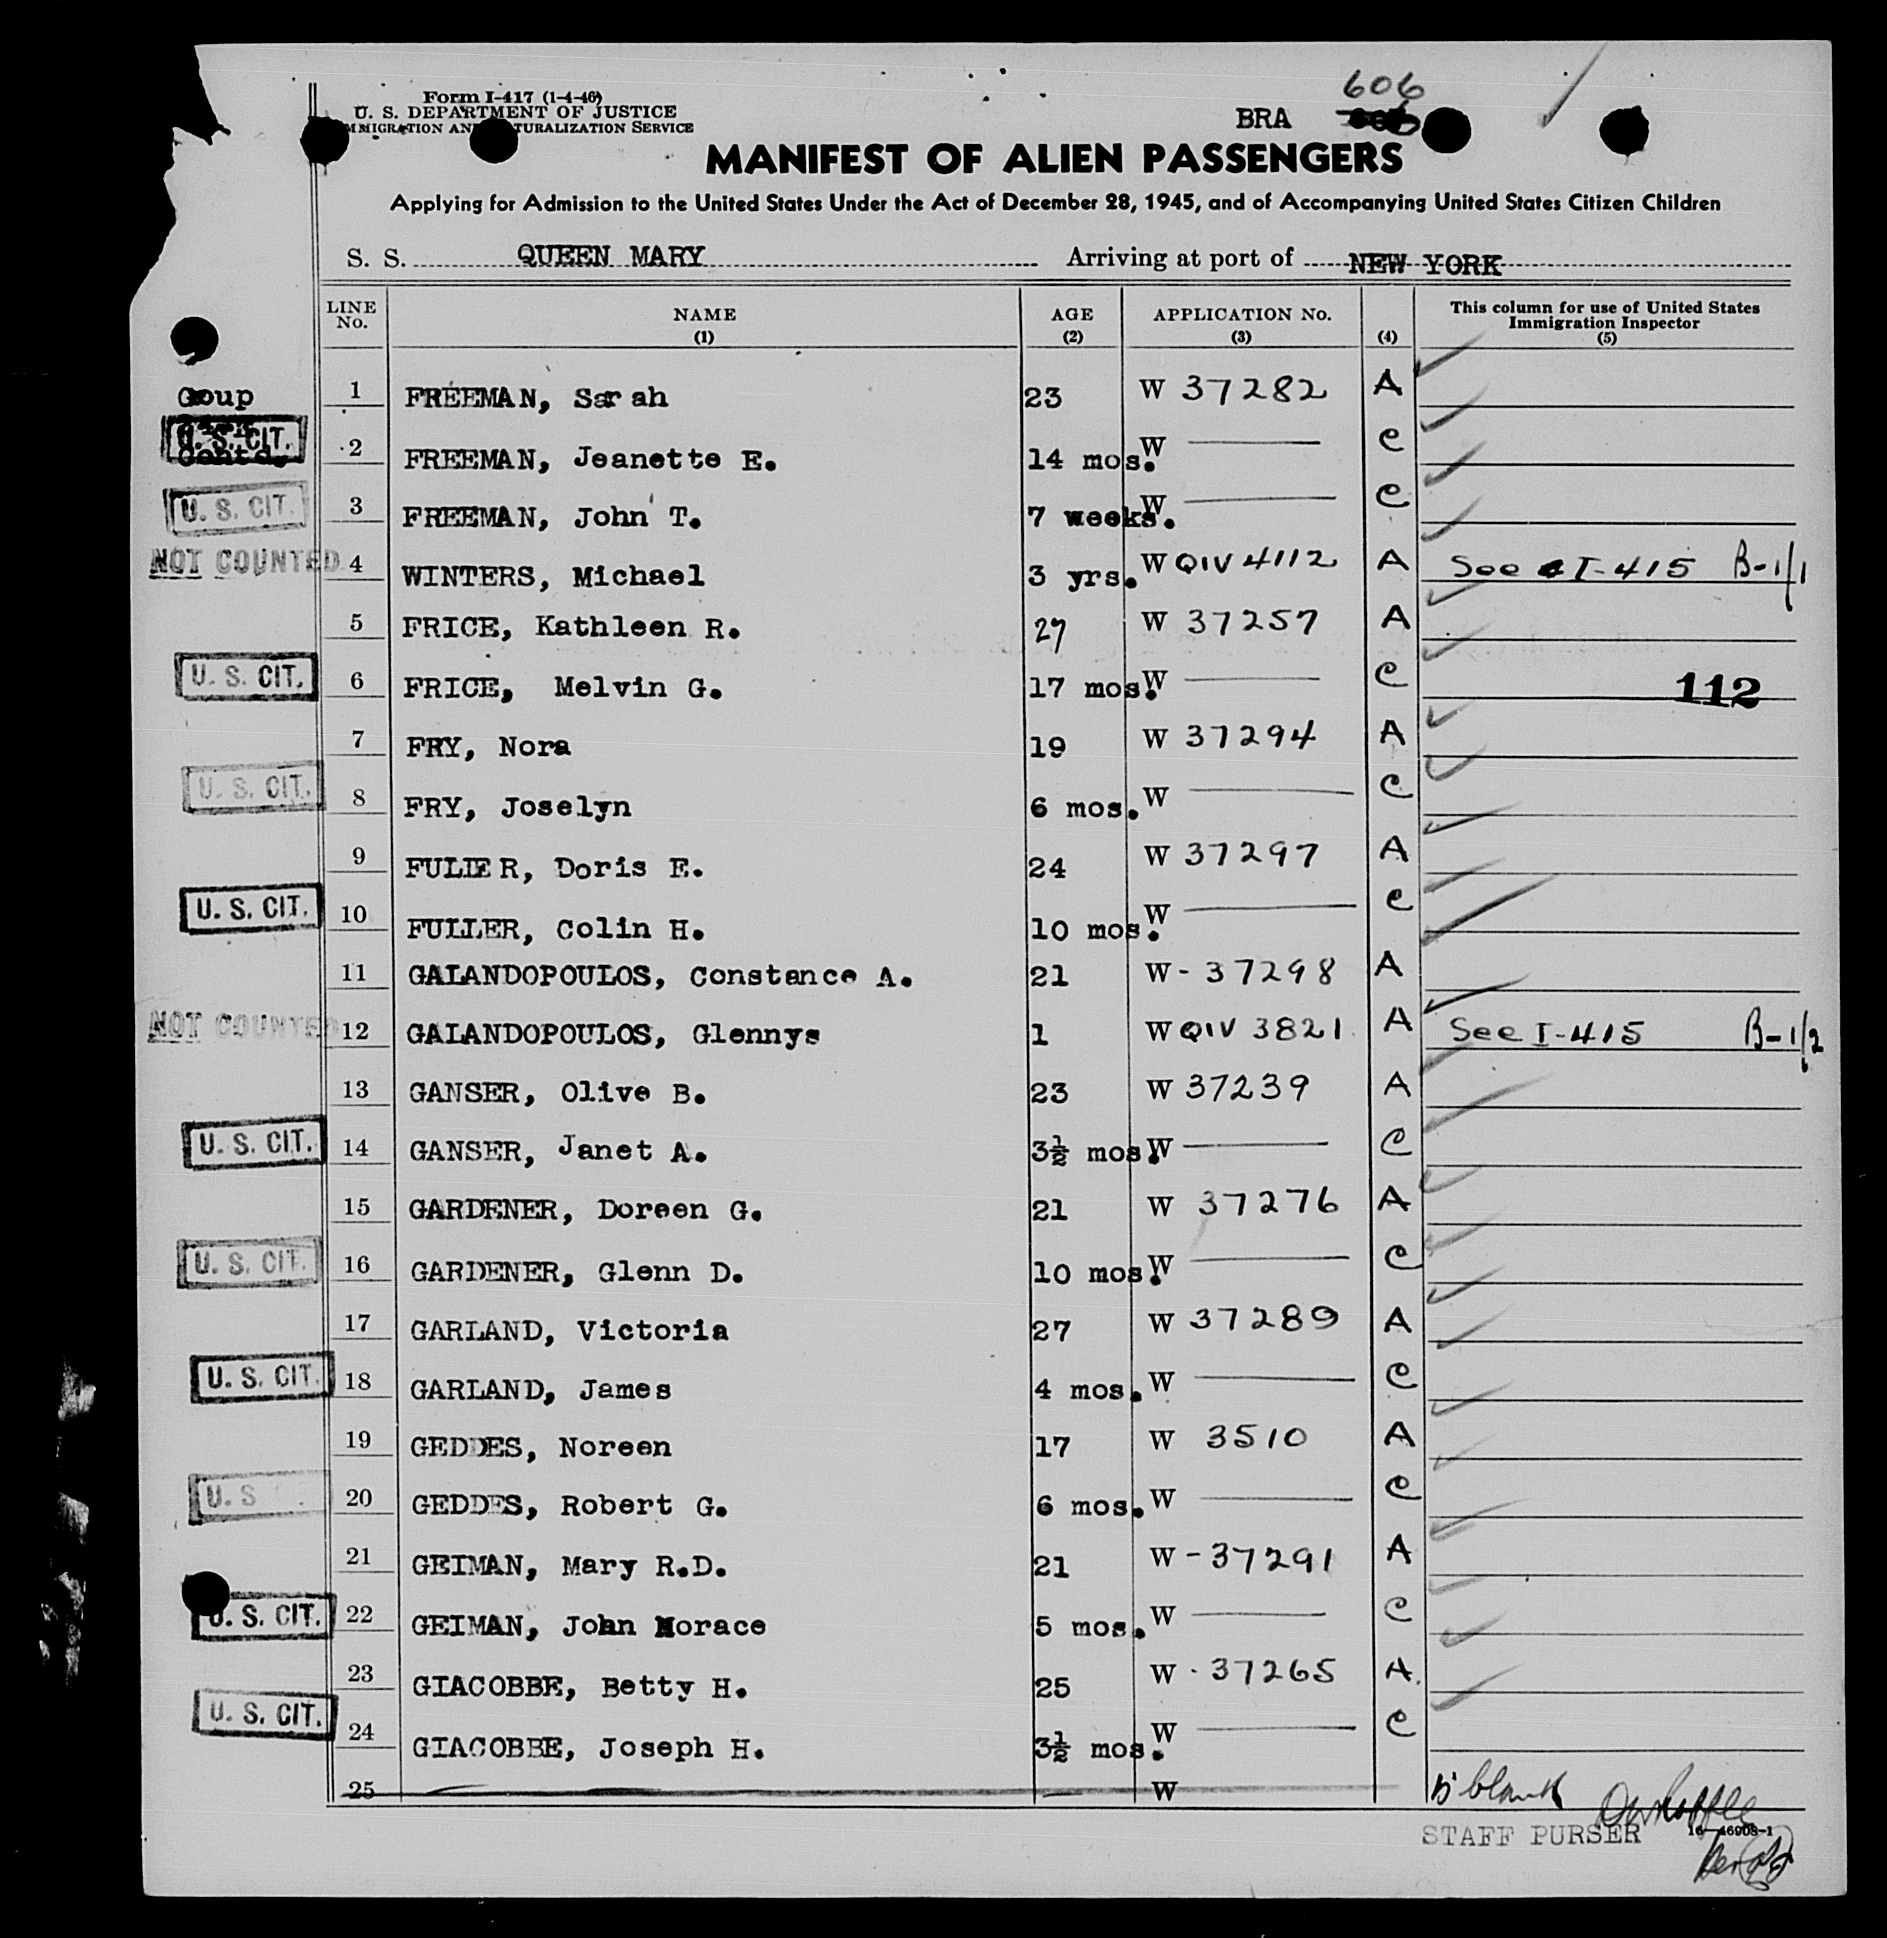 Form I-417 (1-4-46)
U. S. DEPARTMENT OF JUSTICE
IMMIGRATION AND NATURALIZATION SERVICE
BRA 606
MANIFEST OF ALIEN PASSENGERS
Applying for Admission to the United States Under the Act of December 28, 1945, and of Accompanying United States Citizen Children
S. S. QUEEN MARY Arriving at port of NEW YORK
LINE No. NAME (1) AGE (2) APPLICATION No. (3) (4) This column for use of United States Immigration Inspector (5)
Goup 1 FREEMAN, Sarah 23 W 37282 A
U. S. CIT. Contd. 2 FREEMAN, Jeanette E. 14 mos. W — C
U. S. CIT. 3 FREEMAN, John T. 7 weeks. W — C
NOT COUNTED 4 WINTERS, Michael 3 yrs. W QIV 4112 A See I-415 B-1/1
5 FRICE, Kathleen R. 27 W 37257 A
U. S. CIT. 6 FRICE, Melvin G. 17 mos. W — C 112
7 FRY, Nora 19 W 37294 A
U. S. CIT. 8 FRY, Joselyn 6 mos. W — C
9 FULLER, Doris E. 24 W 37297 A
U. S. CIT. 10 FULLER, Colin H. 10 mos. W — C
11 GALANDOPOULOS, Constance A. 21 W - 37298 A
NOT COUNTED 12 GALANDOPOULOS, Glennys 1 W QIV 3821 A See I-415 B-1/2
13 GANSER, Olive B. 23 W 37239 A
U. S. CIT. 14 GANSER, Janet A. 3½ mos. W — C
15 GARDENER, Doreen G. 21 W 37276 A
U. S. CIT. 16 GARDENER, Glenn D. 10 mos. W — C
17 GARLAND, Victoria 27 W 37289 A
U. S. CIT. 18 GARLAND, James 4 mos. W — C
19 GEDDES, Noreen 17 W 3510 A
U. S. 20 GEDDES, Robert G. 6 mos. W — C
21 GEIMAN, Mary R.D. 21 W - 37291 A
U. S. CIT. 22 GEIMAN, John Horace 5 mos. W — C
23 GIACOBBE, Betty H. 25 W 37265 A
U. S. CIT. 24 GIACOBBE, Joseph H. 3½ mos. W — C
25 W blank
STAFF PURSER 16—46908-1